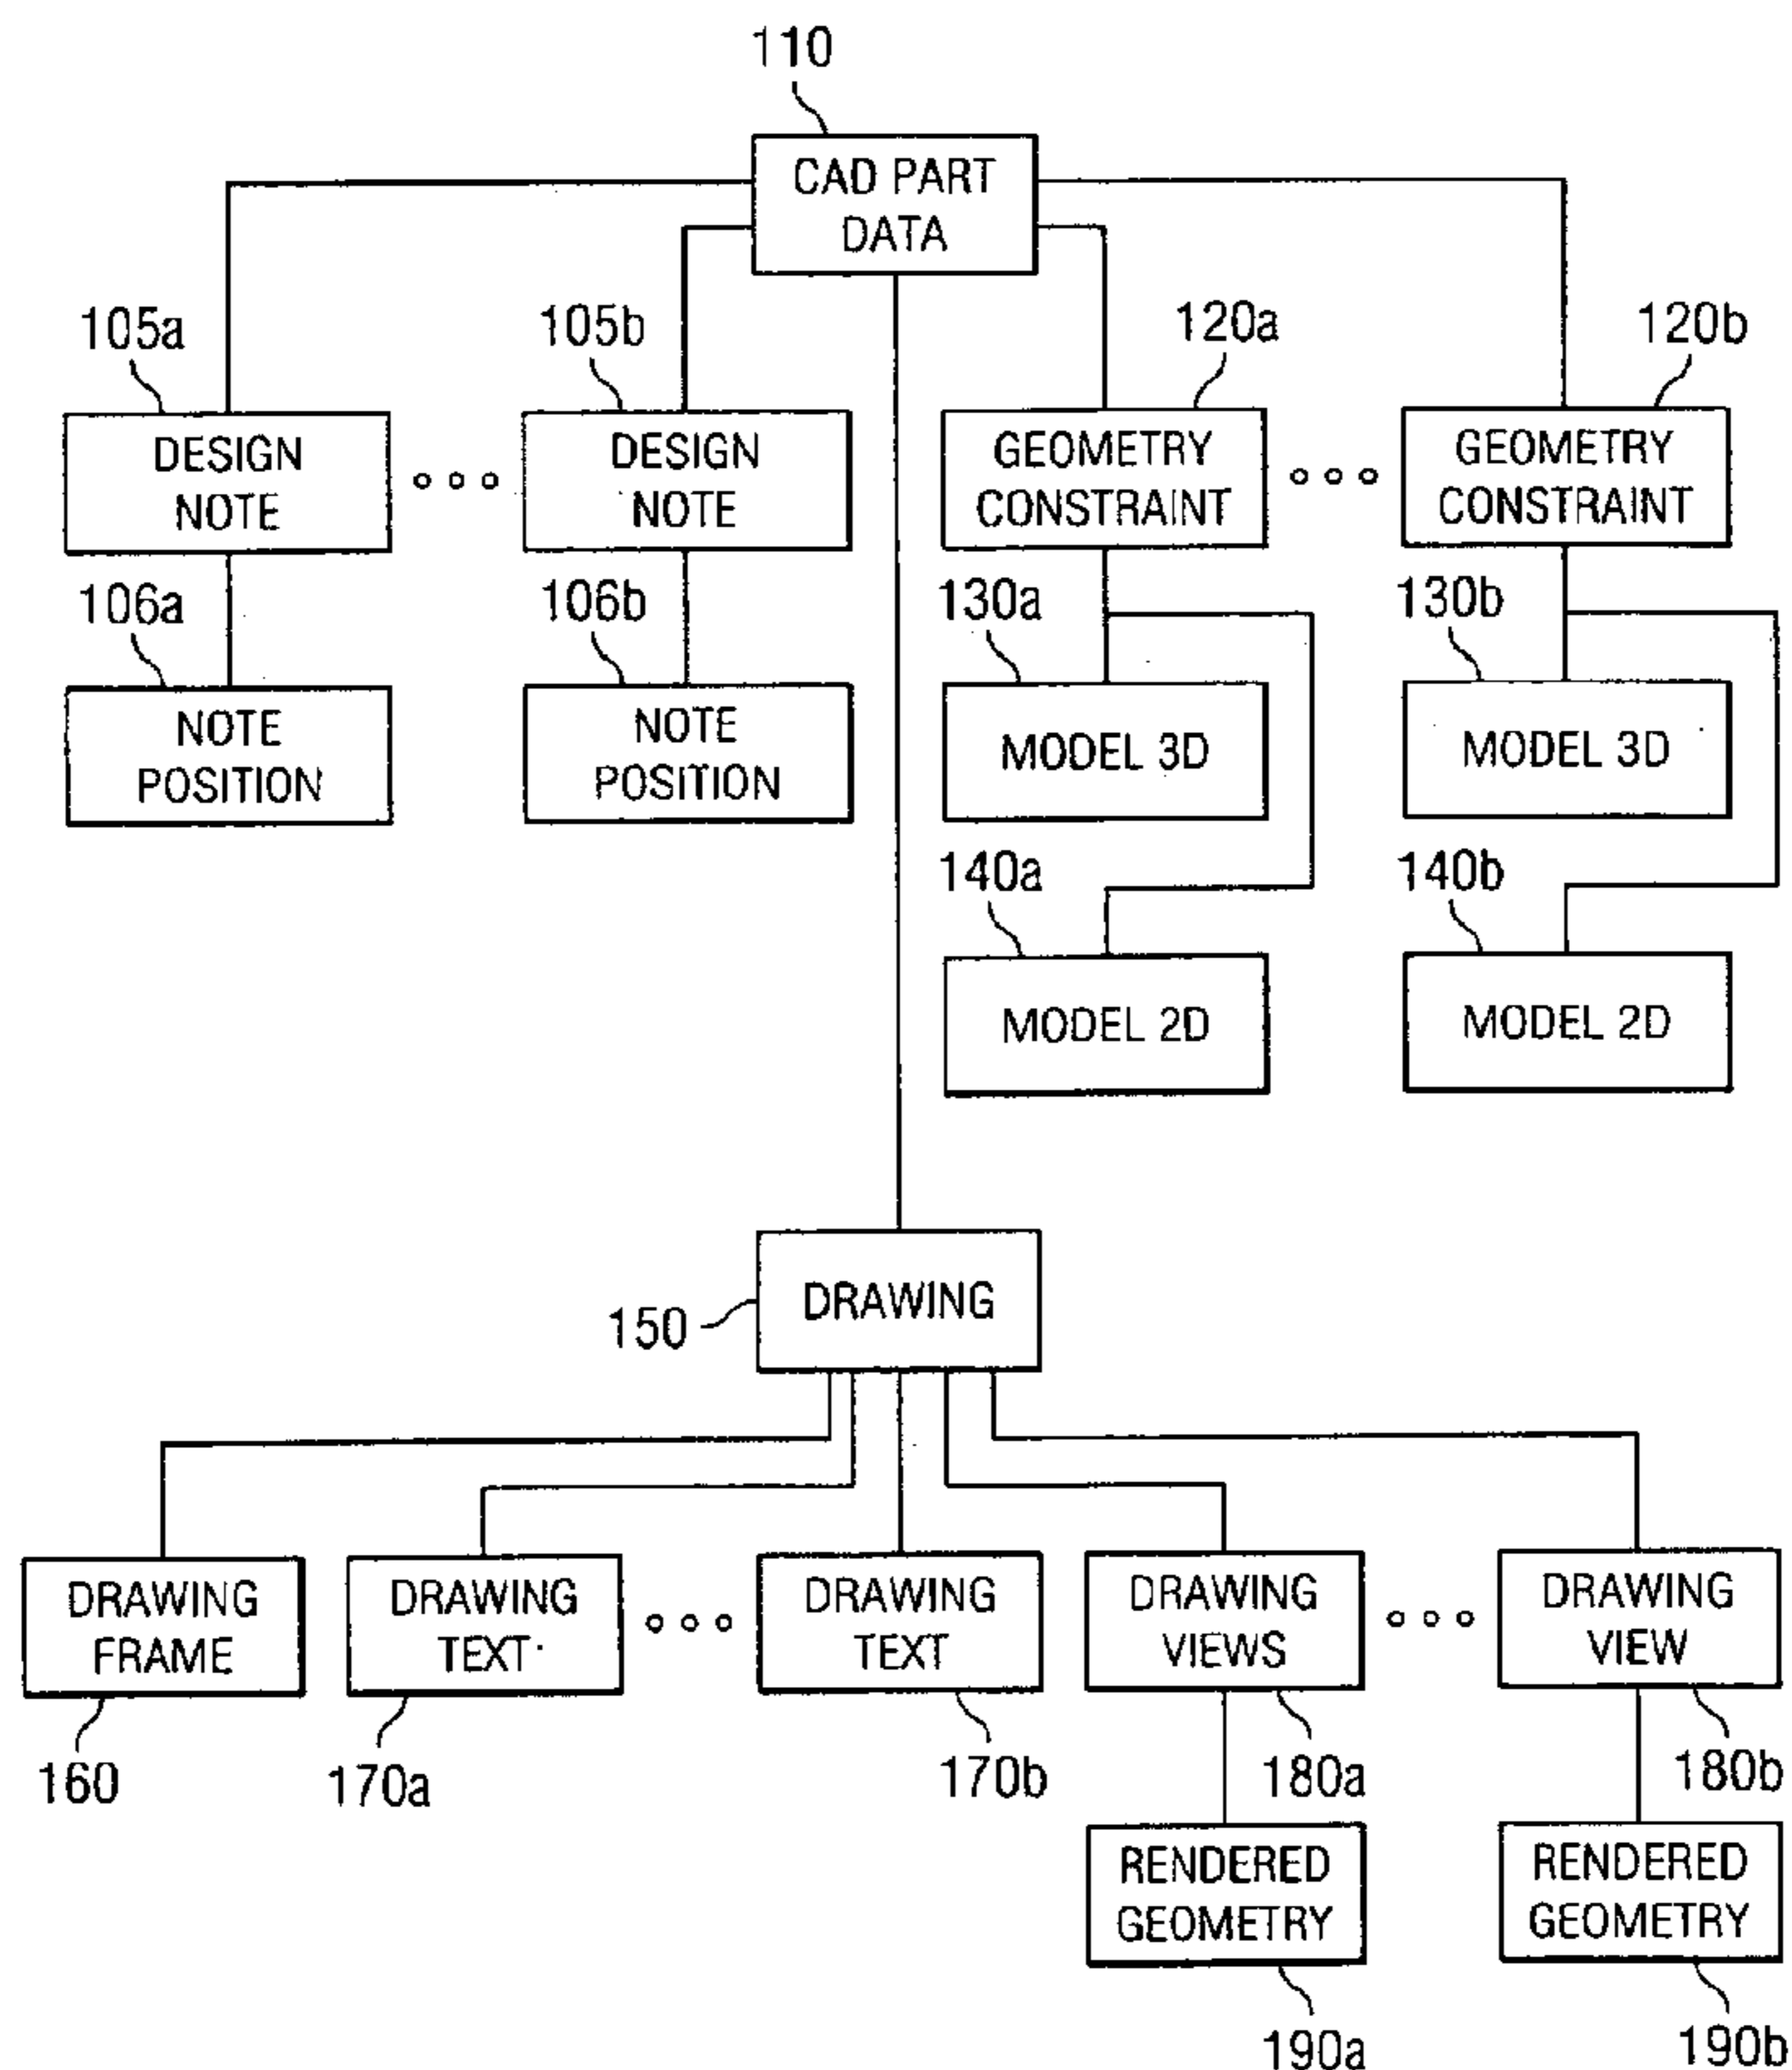 110
CAD PART
DATA
105a
105b
120a
120b
DESIGN
NOTE
DESIGN
NOTE
GEOMETRY
CONSTRAINT
GEOMETRY
CONSTRAINT
106a
106b
130a
130b
NOTE
POSITION
NOTE
POSITION
MODEL 3D
MODEL 3D
140a
140b
MODEL 2D
MODEL 2D
150
DRAWING
DRAWING
FRAME
DRAWING
TEXT
DRAWING
TEXT
DRAWING
VIEWS
DRAWING
VIEW
160
170a
170b
180a
180b
RENDERED
GEOMETRY
RENDERED
GEOMETRY
190a
190b